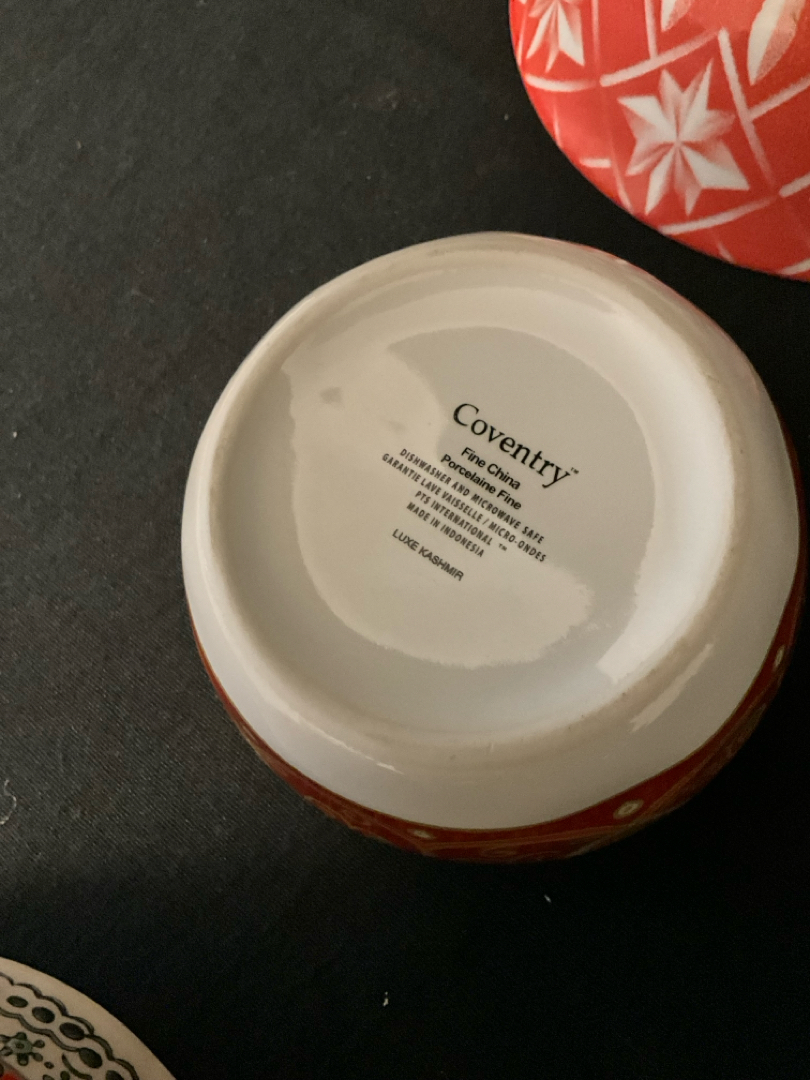 Coventry™
Fine China
Porcelaine Fine
DISHWASHER AND MICROWAVE SAFE
GARANTIE LAVE VAISSELLE / MICRO-ONDES
PTS INTERNATIONAL ™
MADE IN INDONESIA
LUXE KASHMIR